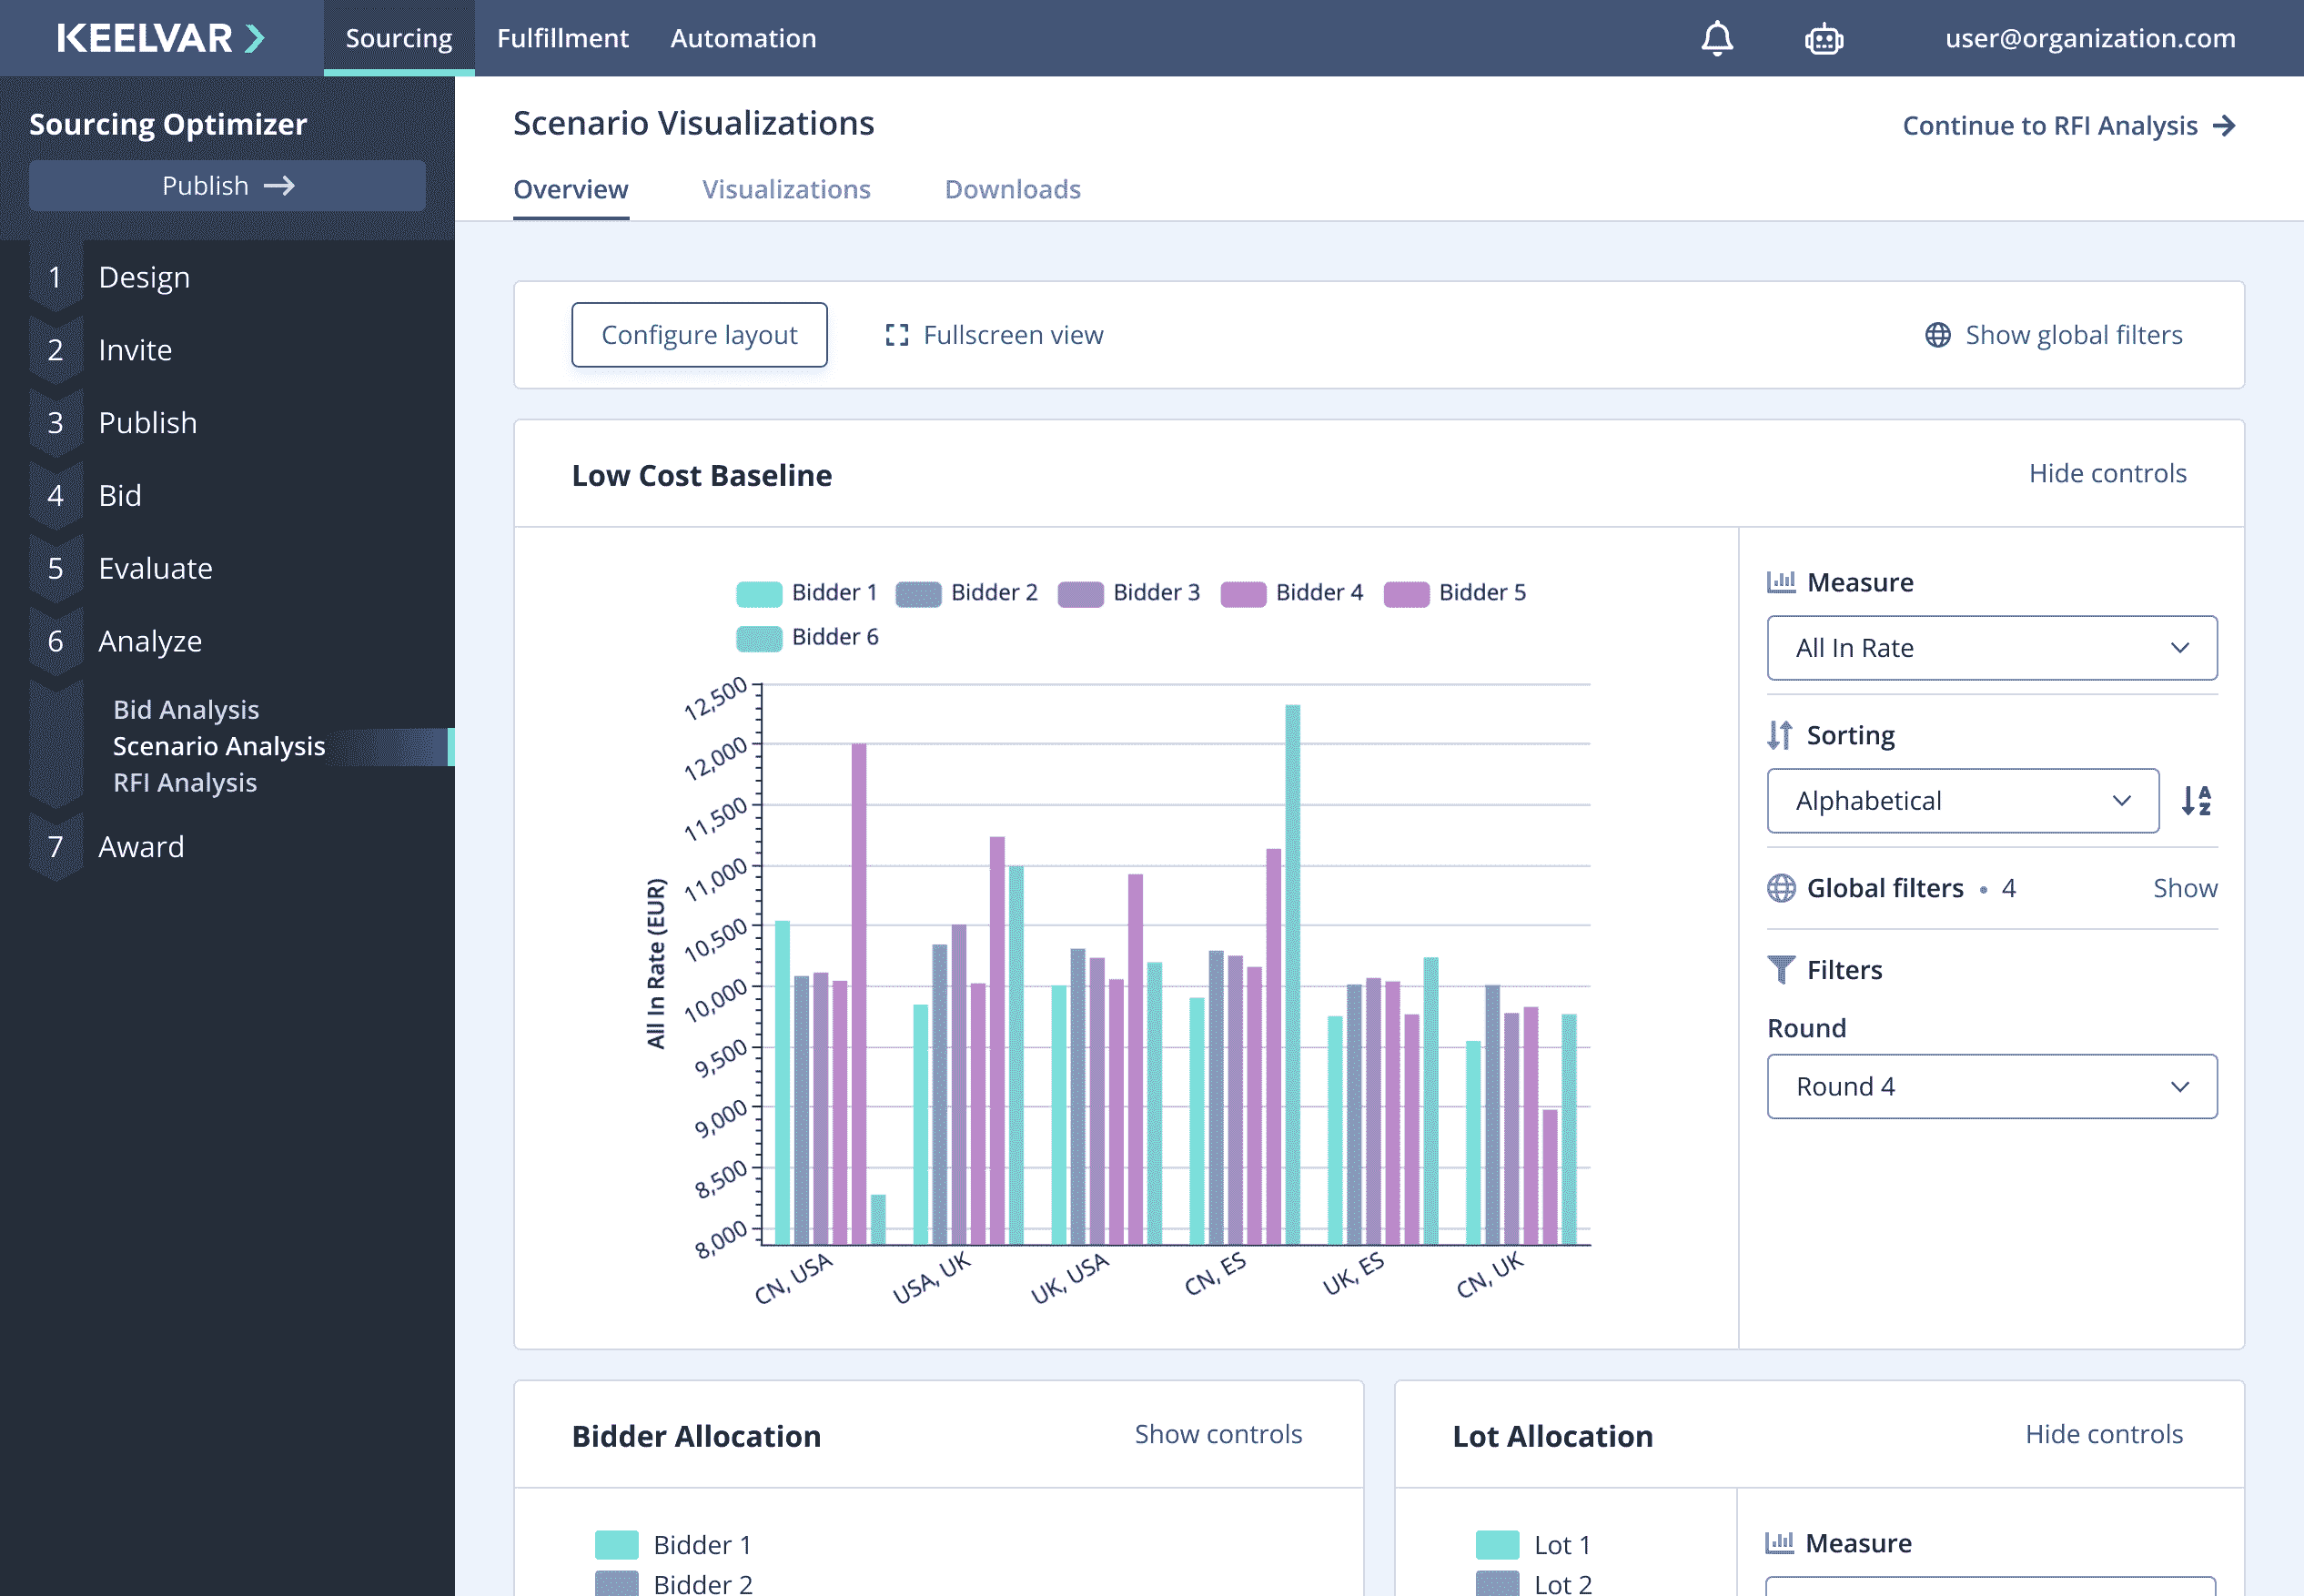 KEELVAR
Sourcing
Fulfillment
Automation
user@organization.com
Sourcing Optimizer
Publish
1 Design
2 Invite
3 Publish
4 Bid
5 Evaluate
6 Analyze
Bid Analysis
Scenario Analysis
RFI Analysis
7 Award
Scenario Visualizations
Continue to RFI Analysis
Overview
Visualizations
Downloads
Configure layout
Fullscreen view
Show global filters
Low Cost Baseline
Hide controls
Bidder 1 Bidder 2 Bidder 3 Bidder 4 Bidder 5
Bidder 6
All In Rate (EUR)
12,500
12,000
11,500
11,000
10,500
10,000
9,500
9,000
8,500
8,000
CN, USA
USA, UK
UK, USA
CN, ES
UK, ES
CN, UK
Measure
All In Rate
Sorting
Alphabetical
A
Z
Global filters • 4
Show
Filters
Round
Round 4
Bidder Allocation
Show controls
Bidder 1
Bidder 2
Lot Allocation
Hide controls
Lot 1
Lot 2
Measure